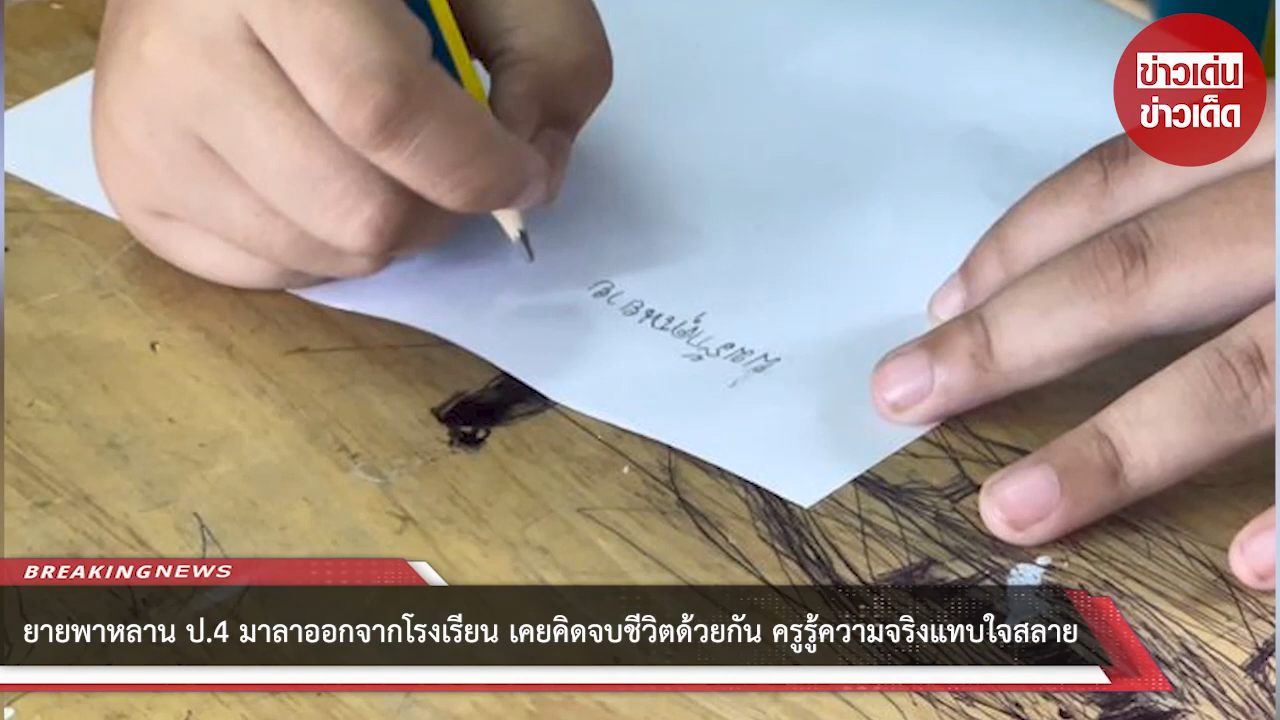 ข่าวเด่น
ข่าวเด็ด
BREAKINGNEWS
ยายพาหลาน ป.4 มาลาออกจากโรงเรียน เคยคิดจบชีวิตด้วยกัน ครูรู้ความจริงแทบใจสลาย